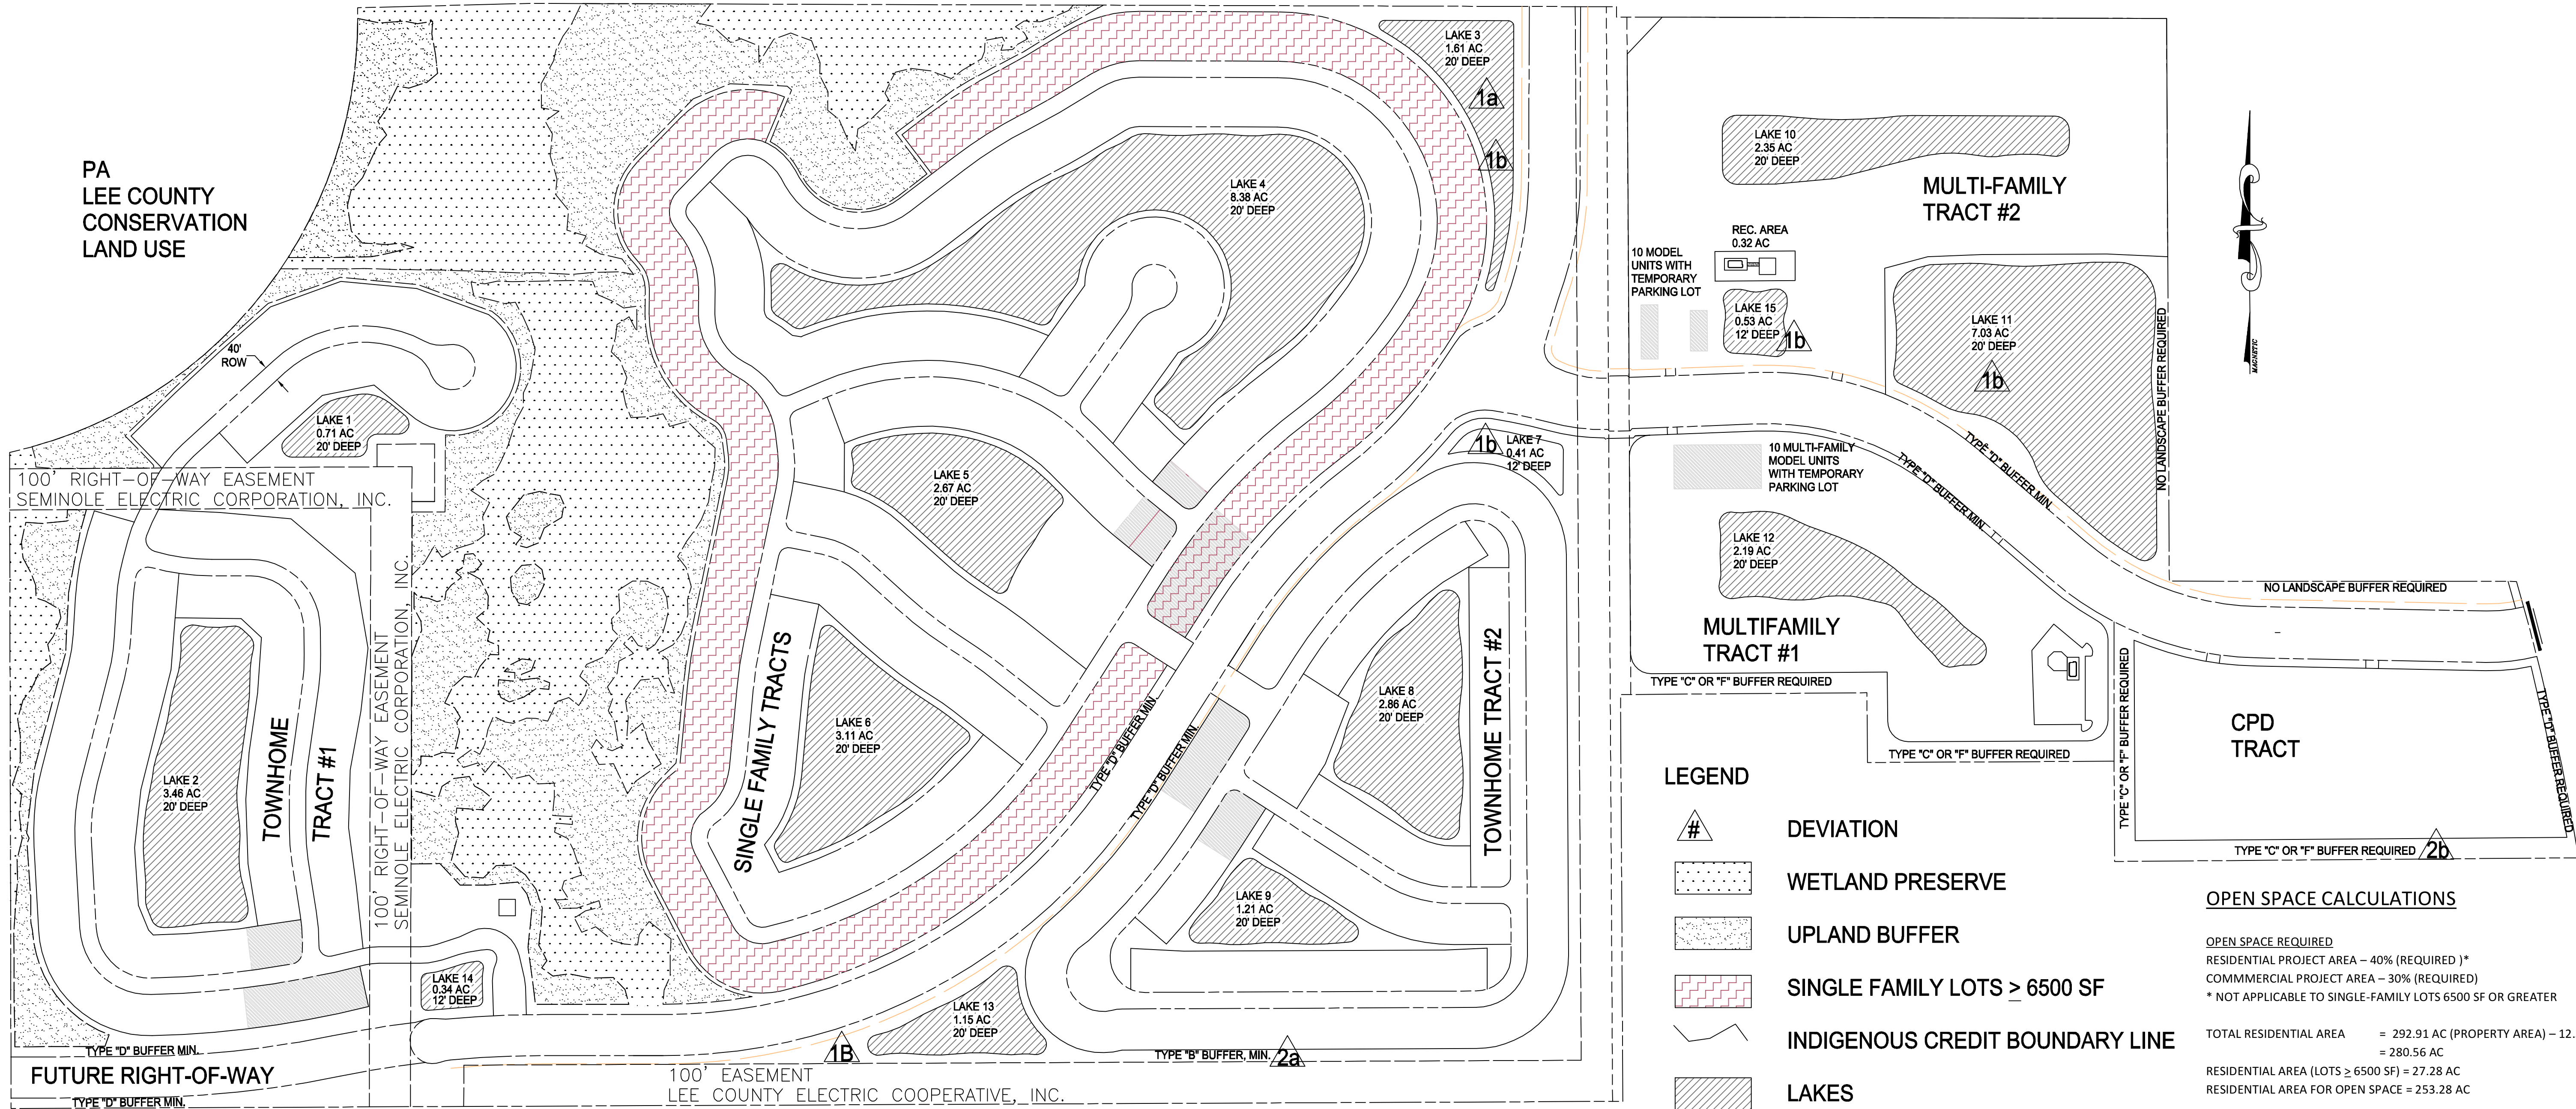 PA
LEE COUNTY
CONSERVATION
LAND USE
40'
ROW
LAKE 1
0.71 AC
20' DEEP
100' RIGHT-OF-WAY EASEMENT
SEMINOLE ELECTRIC CORPORATION, INC.
100' RIGHT-OF-WAY EASEMENT
SEMINOLE ELECTRIC CORPORATION, INC.
LAKE 2
3.46 AC
20' DEEP
TOWNHOME
TRACT #1
LAKE 14
0.34 AC
12' DEEP
TYPE "D" BUFFER MIN.
FUTURE RIGHT-OF-WAY
TYPE "D" BUFFER MIN.
LAKE 3
1.61 AC
20' DEEP
1a
1b
LAKE 4
8.38 AC
20' DEEP
LAKE 5
2.67 AC
20' DEEP
LAKE 6
3.11 AC
20' DEEP
SINGLE FAMILY TRACTS
TYPE "D" BUFFER MIN.
TYPE "D" BUFFER MIN.
1b
LAKE 7
0.41 AC
12' DEEP
LAKE 8
2.86 AC
20' DEEP
TOWNHOME TRACT #2
LAKE 9
1.21 AC
20' DEEP
LAKE 13
1.15 AC
20' DEEP
1B
TYPE "B" BUFFER, MIN.
2a
100' EASEMENT
LEE COUNTY ELECTRIC COOPERATIVE, INC.
LAKE 10
2.35 AC
20' DEEP
MULTI-FAMILY
TRACT #2
REC. AREA
0.32 AC
10 MODEL
UNITS WITH
TEMPORARY
PARKING LOT
LAKE 15
0.53 AC
12' DEEP
1b
LAKE 11
7.03 AC
20' DEEP
1b
NO LANDSCAPE BUFFER REQUIRED
MAGNETIC
10 MULTI-FAMILY
MODEL UNITS
WITH TEMPORARY
PARKING LOT
TYPE "D" BUFFER MIN.
TYPE "D" BUFFER MIN.
LAKE 12
2.19 AC
20' DEEP
MULTIFAMILY
TRACT #1
TYPE "C" OR "F" BUFFER REQUIRED
TYPE "C" OR "F" BUFFER REQUIRED
NO LANDSCAPE BUFFER REQUIRED
TYPE "C" OR "F" BUFFER REQUIRED
CPD
TRACT
TYPE "D" BUFFER REQUIRED
TYPE "C" OR "F" BUFFER REQUIRED
2b
LEGEND
# DEVIATION
WETLAND PRESERVE
UPLAND BUFFER
SINGLE FAMILY LOTS ≥ 6500 SF
INDIGENOUS CREDIT BOUNDARY LINE
LAKES
OPEN SPACE CALCULATIONS
OPEN SPACE REQUIRED
RESIDENTIAL PROJECT AREA – 40% (REQUIRED )*
COMMMERCIAL PROJECT AREA – 30% (REQUIRED)
* NOT APPLICABLE TO SINGLE-FAMILY LOTS 6500 SF OR GREATER
TOTAL RESIDENTIAL AREA = 292.91 AC (PROPERTY AREA) – 12.
= 280.56 AC
RESIDENTIAL AREA (LOTS ≥ 6500 SF) = 27.28 AC
RESIDENTIAL AREA FOR OPEN SPACE = 253.28 AC